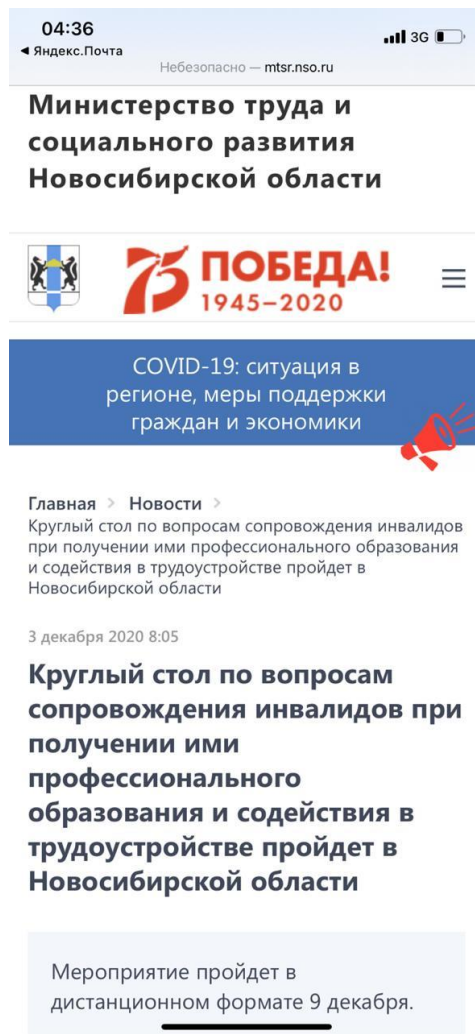 04:36
3G
◄ Яндекс.Почта
Небезопасно — mtsr.nso.ru
Министерство труда и
социального развития
Новосибирской области
75 ПОБЕДА!
1945–2020
COVID-19: ситуация в
регионе, меры поддержки
граждан и экономики
Главная > Новости >
Круглый стол по вопросам сопровождения инвалидов
при получении ими профессионального образования
и содействия в трудоустройстве пройдет в
Новосибирской области
3 декабря 2020 8:05
Круглый стол по вопросам
сопровождения инвалидов при
получении ими
профессионального
образования и содействия в
трудоустройстве пройдет в
Новосибирской области
Мероприятие пройдет в
дистанционном формате 9 декабря.